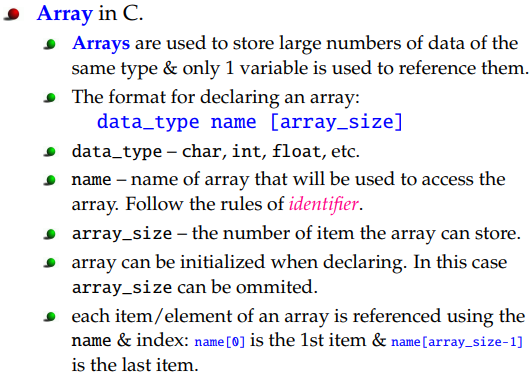 Array in C.
Arrays are used to store large numbers of data of the
same type & only 1 variable is used to reference them.
The format for declaring an array:
data_type name [array_size]
data_type – char, int, float, etc.
name – name of array that will be used to access the
array. Follow the rules of identifier.
array_size – the number of item the array can store.
array can be initialized when declaring. In this case
array_size can be ommited.
each item/element of an array is referenced using the
name & index: name[0] is the 1st item & name[array_size-1]
is the last item.